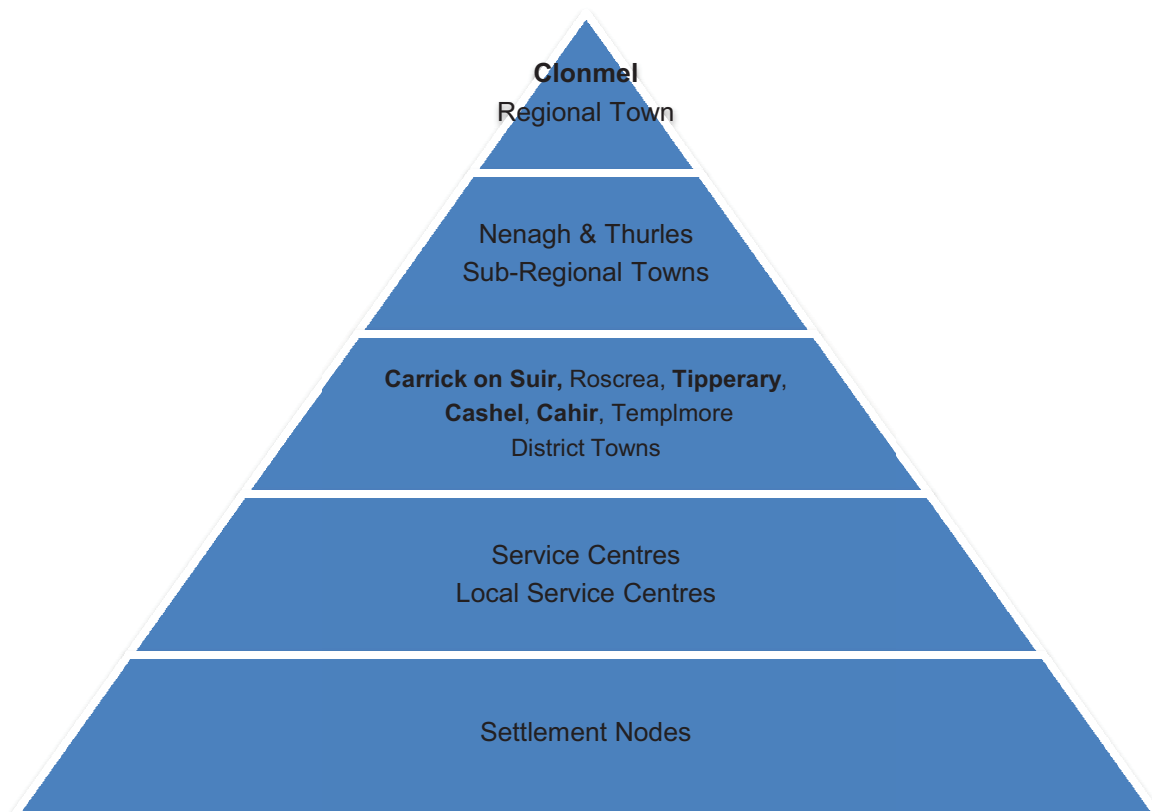 Clonmel
Regional Town
Nenagh & Thurles
Sub-Regional Towns
Carrick on Suir, Roscrea, Tipperary,
Cashel, Cahir, Templmore
District Towns
Service Centres
Local Service Centres
Settlement Nodes